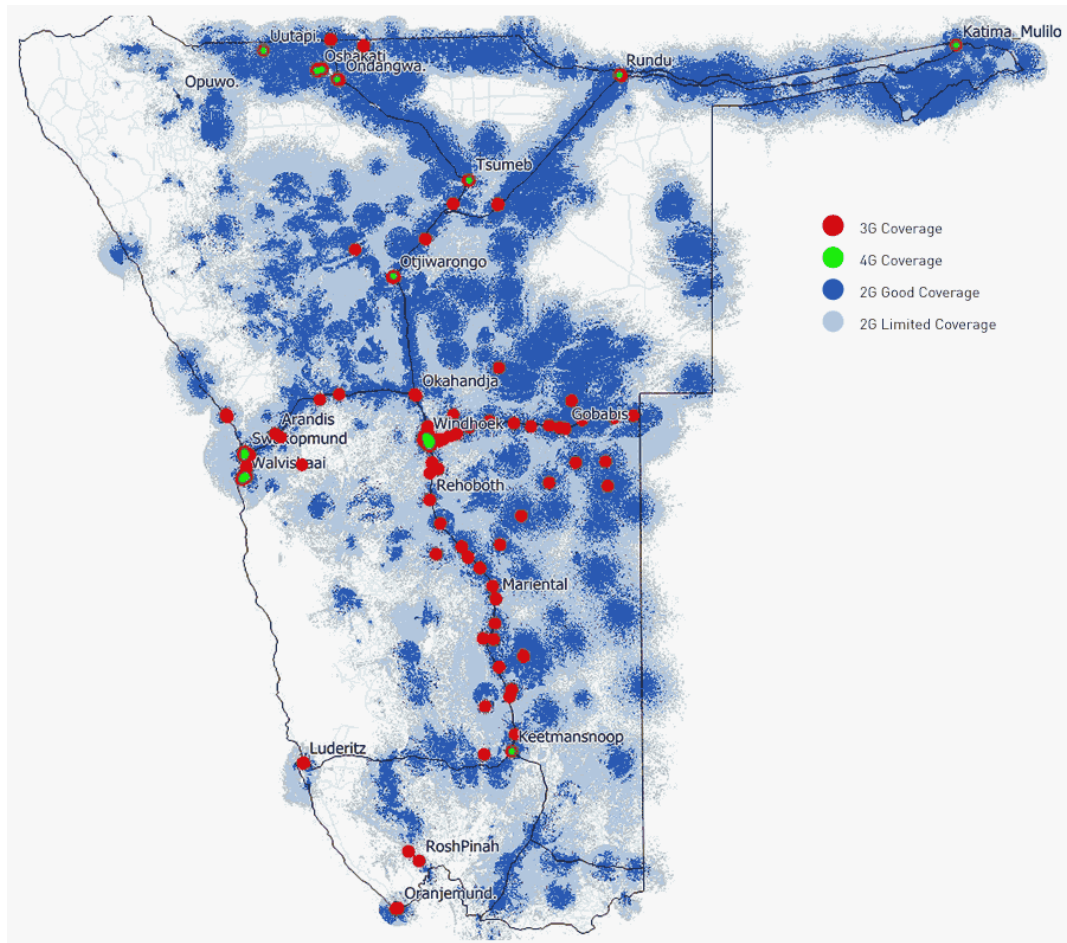 Uutapi.
Katima_Mulilo
Oshakati
Ondangwa.
Rundu
Opuwo.
Tsumeb
3G Coverage
4G Coverage
Otjiwarongo
2G Good Coverage
2G Limited Coverage
Okahandja
Gobabis
Arandis
Windhoek
Swakopmund
Rehoboth
Mariental
Keetmansnoop
Luderitz
RoshPinah
Oranjemund.